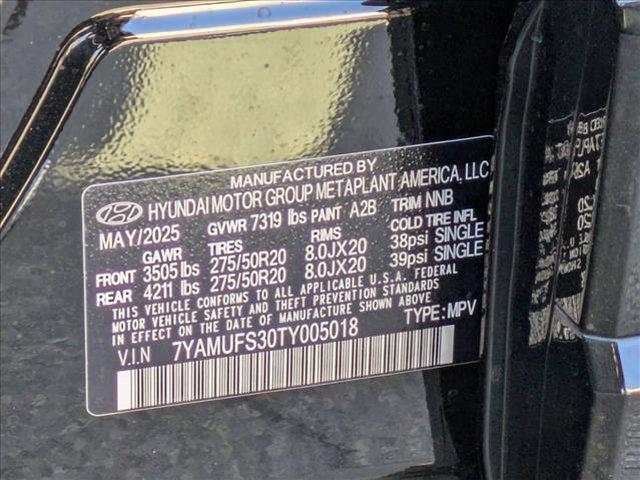 MANUFACTURED BY
HYUNDAI MOTOR GROUP METAPLANT AMERICA, LLC
MAY/2025 GVWR 7319 lbs PAINT A2B TRIM NNB
GAWR TIRES RIMS COLD TIRE INFL
FRONT 3505 lbs 275/50R20 8.0JX20 38psi SINGLE
REAR 4211 lbs 275/50R20 8.0JX20 39psi SINGLE
THIS VEHICLE CONFORMS TO ALL APPLICABLE U.S.A. FEDERAL
MOTOR VEHICLE SAFETY AND THEFT PREVENTION STANDARDS
IN EFFECT ON THE DATE OF MANUFACTURE SHOWN ABOVE.
V.I.N 7YAMUFS30TY005018 TYPE: MPV